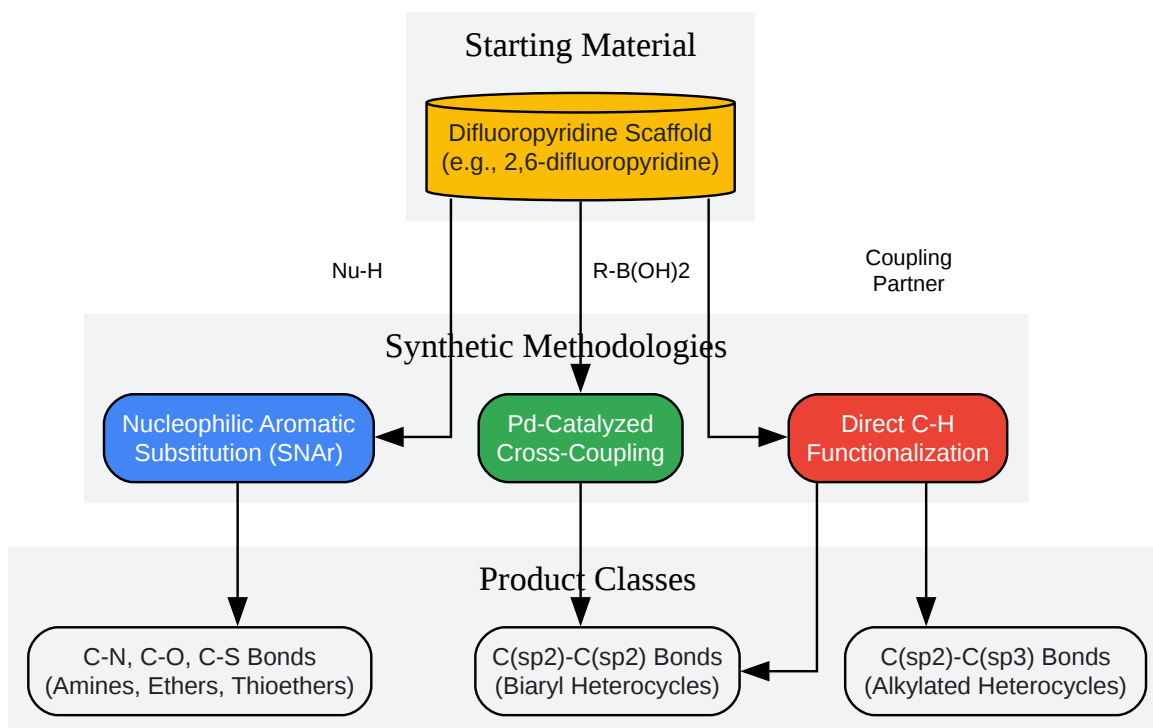 Starting Material
Difluoropyridine Scaffold
(e.g., 2,6-difluoropyridine)
Nu-H
R-B(OH)2
Coupling
Partner
Synthetic Methodologies
Nucleophilic Aromatic
Substitution (SNAr)
Pd-Catalyzed
Cross-Coupling
Direct C-H
Functionalization
Product Classes
C-N, C-O, C-S Bonds
(Amines, Ethers, Thioethers)
C(sp2)-C(sp2) Bonds
(Biaryl Heterocycles)
C(sp2)-C(sp3) Bonds
(Alkylated Heterocycles)